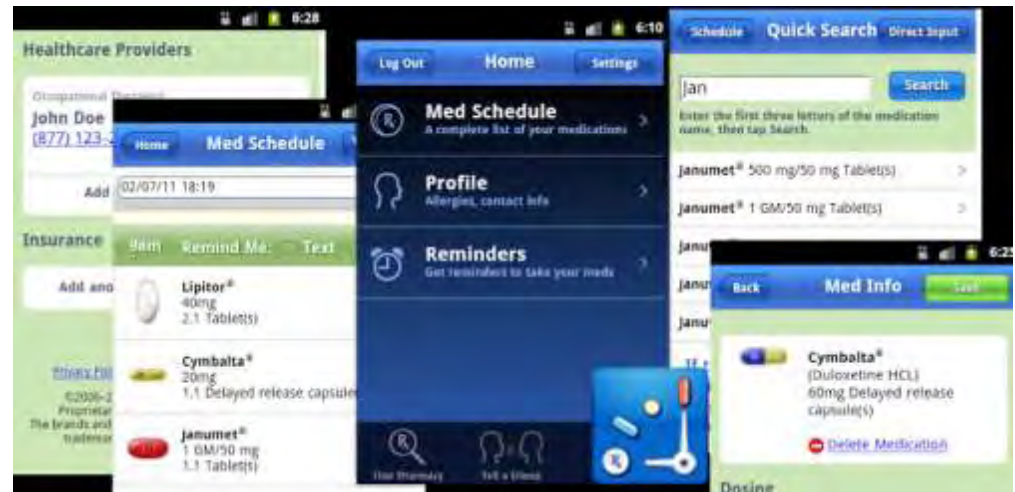 6:28
Healthcare Providers
John Doe
(877) 123-
Add
Insurance
Add ano
Home
Med Schedule
02/07/11 18:19
9am Remind Me: Text
Lipitor®
40mg
2.1 Tablet(s)
Cymbalta®
20mg
1.1 Delayed release capsule
Janumet®
1 GM/50 mg
1.1 Tablet(s)
6:10
Log Out
Home
Settings
Med Schedule
A complete list of your medications
Profile
Allergies, contact info
Reminders
Get reminders to take your meds
Find Pharmacy
Tell a Friend
Schedule
Quick Search
Direct Input
Jan
Search
Enter the first three letters of the medication
name, then tap Search.
Janumet® 500 mg/50 mg Tablet(s)
Janumet® 1 GM/50 mg Tablet(s)
Janu
Janu
Janu
6:25
Back
Med Info
Save
Cymbalta®
(Duloxetine HCL)
60mg Delayed release
capsule(s)
Delete Medication
Dosing